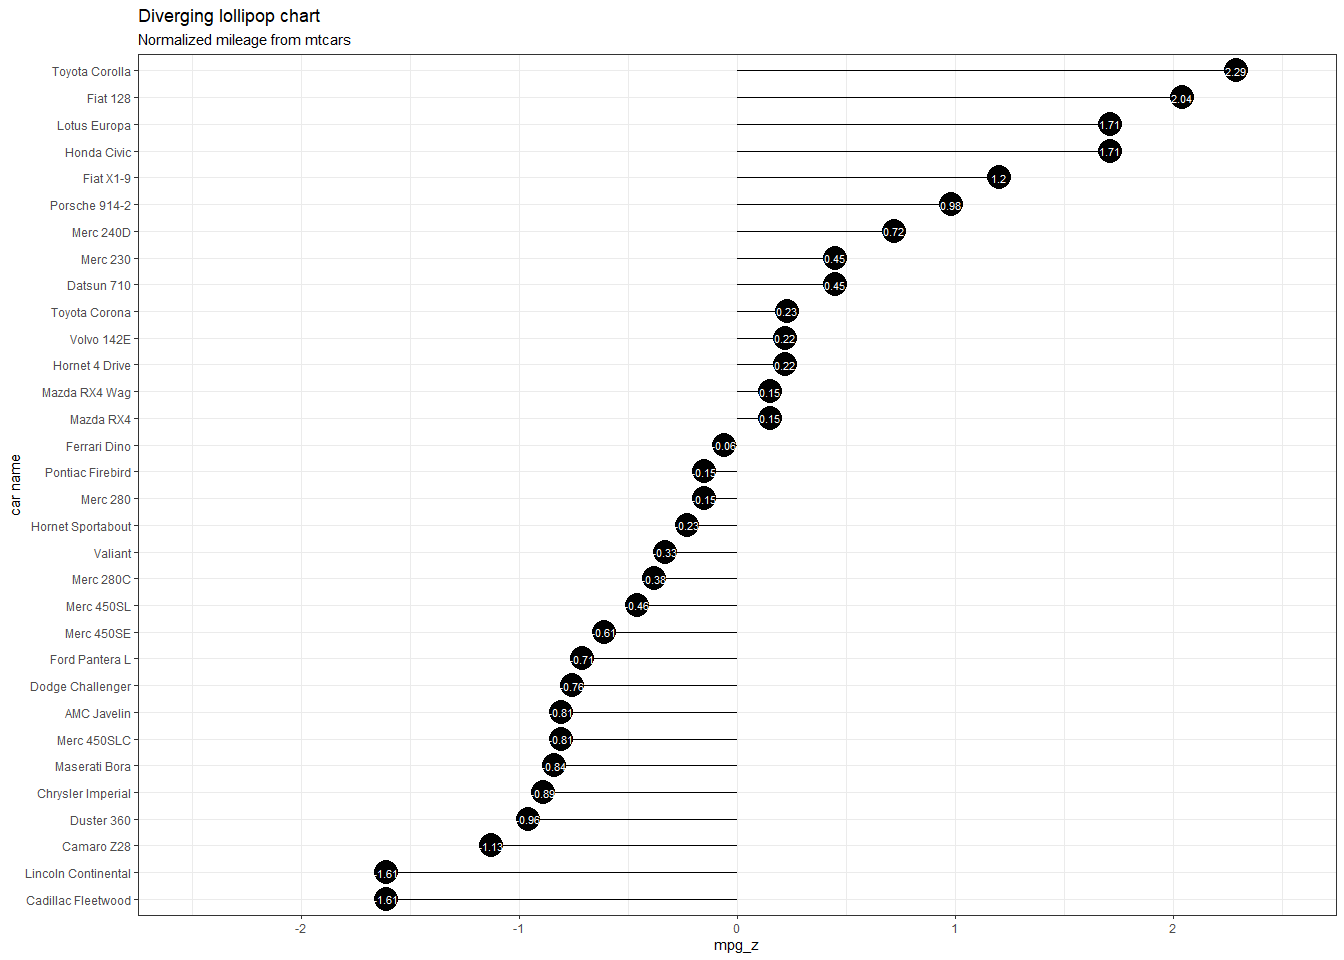 Diverging lollipop chart
Normalized mileage from mtcars
Toyota Corolla 2.29
Fiat 128 2.04
Lotus Europa 1.71
Honda Civic 1.71
Fiat X1-9 1.2
Porsche 914-2 0.98
Merc 240D 0.72
Merc 230 0.45
Datsun 710 0.45
Toyota Corona 0.23
Volvo 142E 0.22
Hornet 4 Drive 0.22
Mazda RX4 Wag 0.15
Mazda RX4 0.15
Ferrari Dino -0.06
Pontiac Firebird -0.15
Merc 280 -0.15
Hornet Sportabout -0.23
Valiant -0.33
Merc 280C -0.38
Merc 450SL -0.46
Merc 450SE -0.61
Ford Pantera L -0.71
Dodge Challenger -0.76
AMC Javelin -0.81
Merc 450SLC -0.81
Maserati Bora -0.84
Chrysler Imperial -0.89
Duster 360 -0.96
Camaro Z28 -1.13
Lincoln Continental -1.61
Cadillac Fleetwood -1.61
car name
-2 -1 0 1 2
mpg_z